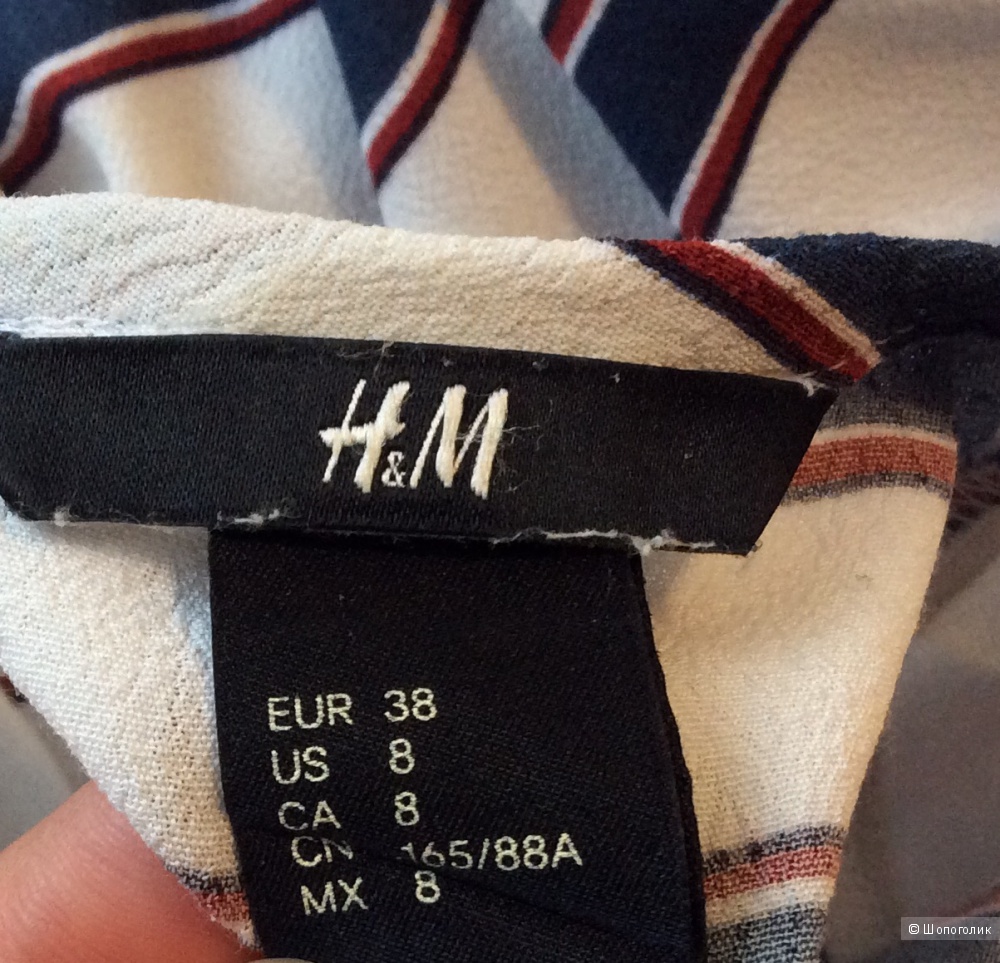 H&M
EUR 38
US 8
CA 8
CN 165/88A
MX 8
© Шопоголик